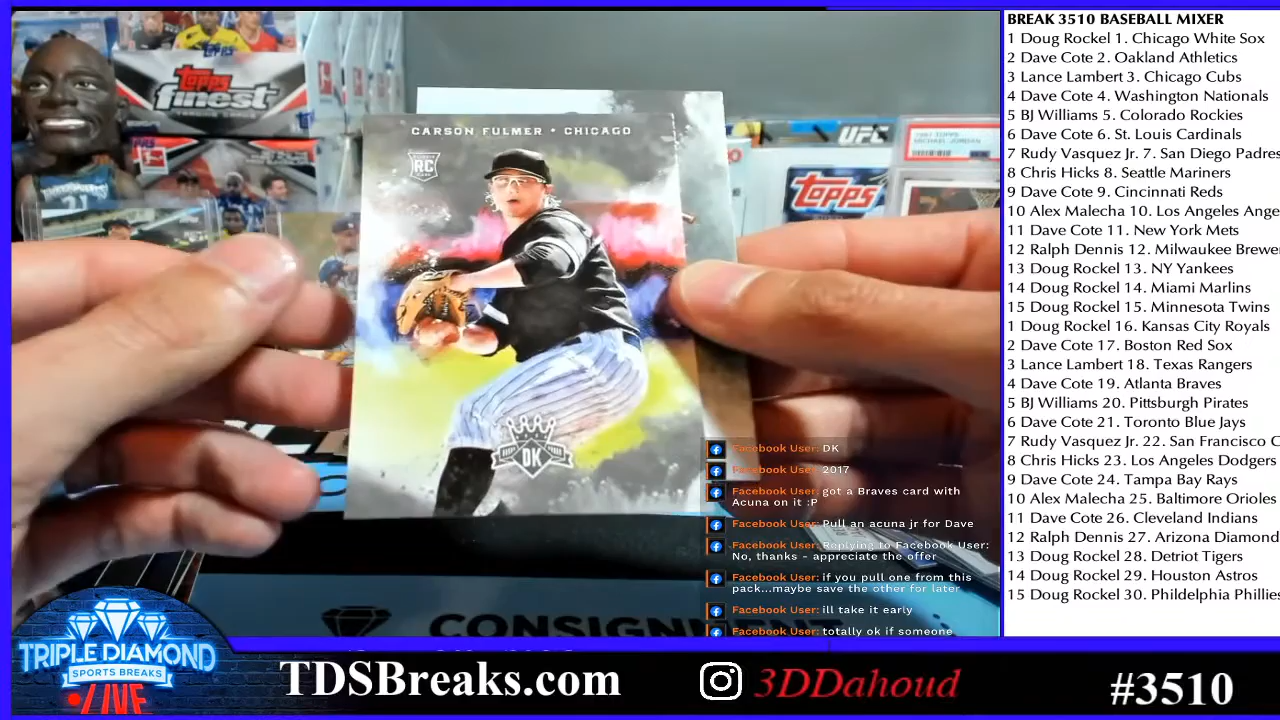 BREAK 3510 BASEBALL MIXER
1 Doug Rockel 1. Chicago White Sox
2 Dave Cote 2. Oakland Athletics
3 Lance Lambert 3. Chicago Cubs
4 Dave Cote 4. Washington Nationals
5 BJ Williams 5. Colorado Rockies
6 Dave Cote 6. St. Louis Cardinals
7 Rudy Vasquez Jr. 7. San Diego Padres
8 Chris Hicks 8. Seattle Mariners
9 Dave Cote 9. Cincinnati Reds
10 Alex Malecha 10. Los Angeles Ange
11 Dave Cote 11. New York Mets
12 Ralph Dennis 12. Milwaukee Brewe
13 Doug Rockel 13. NY Yankees
14 Doug Rockel 14. Miami Marlins
15 Doug Rockel 15. Minnesota Twins
1 Doug Rockel 16. Kansas City Royals
2 Dave Cote 17. Boston Red Sox
3 Lance Lambert 18. Texas Rangers
4 Dave Cote 19. Atlanta Braves
5 BJ Williams 20. Pittsburgh Pirates
6 Dave Cote 21. Toronto Blue Jays
7 Rudy Vasquez Jr. 22. San Francisco C
8 Chris Hicks 23. Los Angeles Dodgers
9 Dave Cote 24. Tampa Bay Rays
10 Alex Malecha 25. Baltimore Orioles
11 Dave Cote 26. Cleveland Indians
12 Ralph Dennis 27. Arizona Diamond
13 Doug Rockel 28. Detriot Tigers
14 Doug Rockel 29. Houston Astros
15 Doug Rockel 30. Phildelphia Phillies
topps
finest
UFC
topps
MICHAEL JORDAN
CARSON FULMER • CHICAGO
RC
DK
Facebook User: DK
Facebook User: 2017
Facebook User: got a Braves card with
Acuna on it :P
Facebook User: Pull an acuna jr for Dave
Facebook User: Replying to Facebook User:
No, thanks - appreciate the offer
Facebook User: if you pull one from this
pack...maybe save the other for later
Facebook User: ill take it early
Facebook User: totally ok if someone
CONSIGNMENT
TRIPLE DIAMOND
SPORTS BREAKS
LIVE
TDSBreaks.com
3DDahoud
#3510